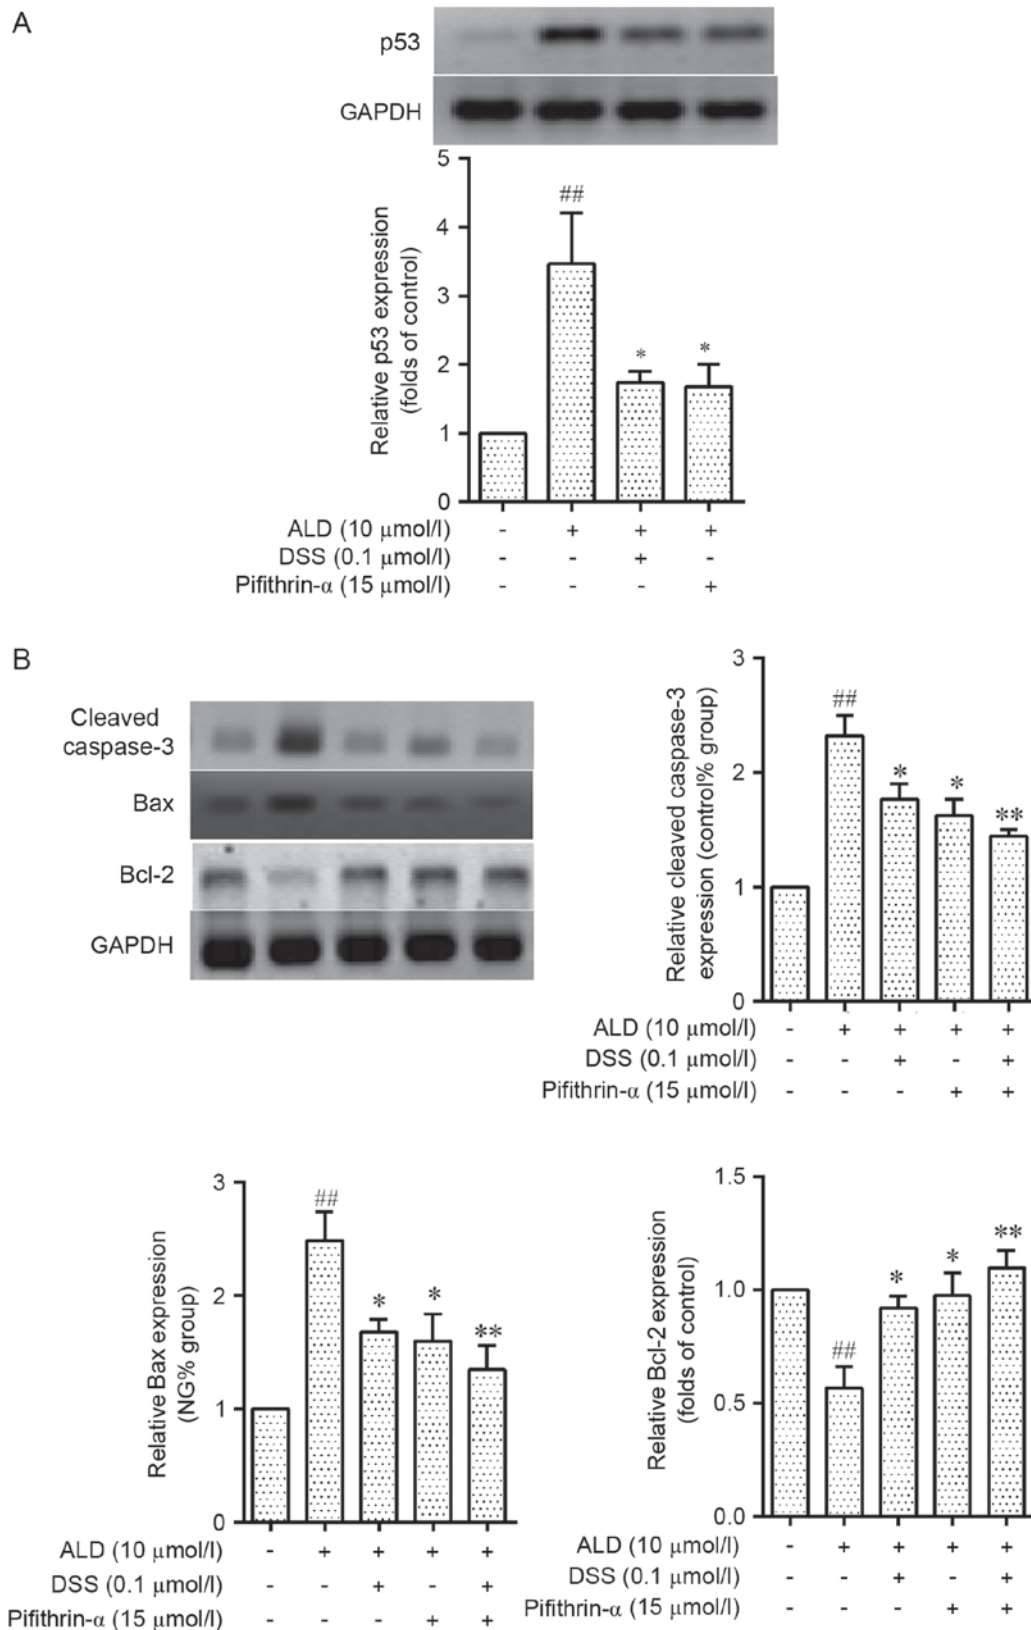 A
p53
GAPDH
5
4
3
2
1
0
Relative p53 expression
(folds of control)
##
*
*
ALD (10 μmol/l) - + + +
DSS (0.1 μmol/l) - - + -
Pifithrin-α (15 μmol/l) - - - +
B
Cleaved
caspase-3
Bax
Bcl-2
GAPDH
3
2
1
0
Relative cleaved caspase-3
expression (control% group)
##
*
*
**
ALD (10 μmol/l) - + + + +
DSS (0.1 μmol/l) - - + - +
Pifithrin-α (15 μmol/l) - - - + +
3
2
1
0
Relative Bax expression
(NG% group)
##
*
*
**
ALD (10 μmol/l) - + + + +
DSS (0.1 μmol/l) - - + - +
Pifithrin-α (15 μmol/l) - - - + +
1.5
1.0
0.5
0.0
Relative Bcl-2 expression
(folds of control)
##
*
*
**
ALD (10 μmol/l) - + + + +
DSS (0.1 μmol/l) - - + - +
Pifithrin-α (15 μmol/l) - - - + +